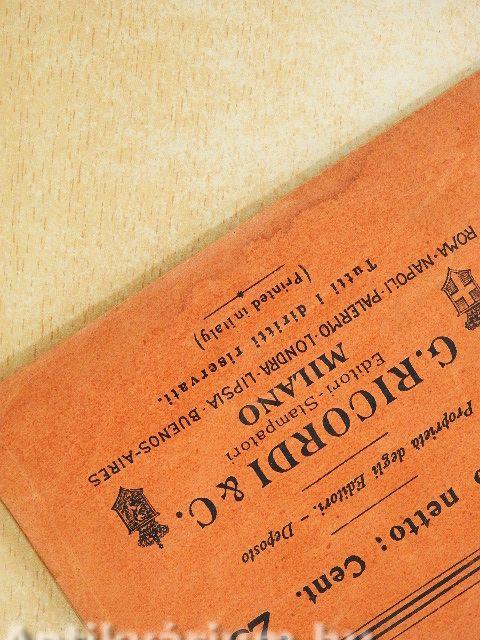 netto: Cent.
Proprietà degli Editori. – Deposto
G. RICORDI & C.
Editori-Stampatori
MILANO
ROMA-NAPOLI-PALERMO-LONDRA-LIPSIA-BUENOS-AIRES
Tutti i diritti riservati.
(Printed in Italy)